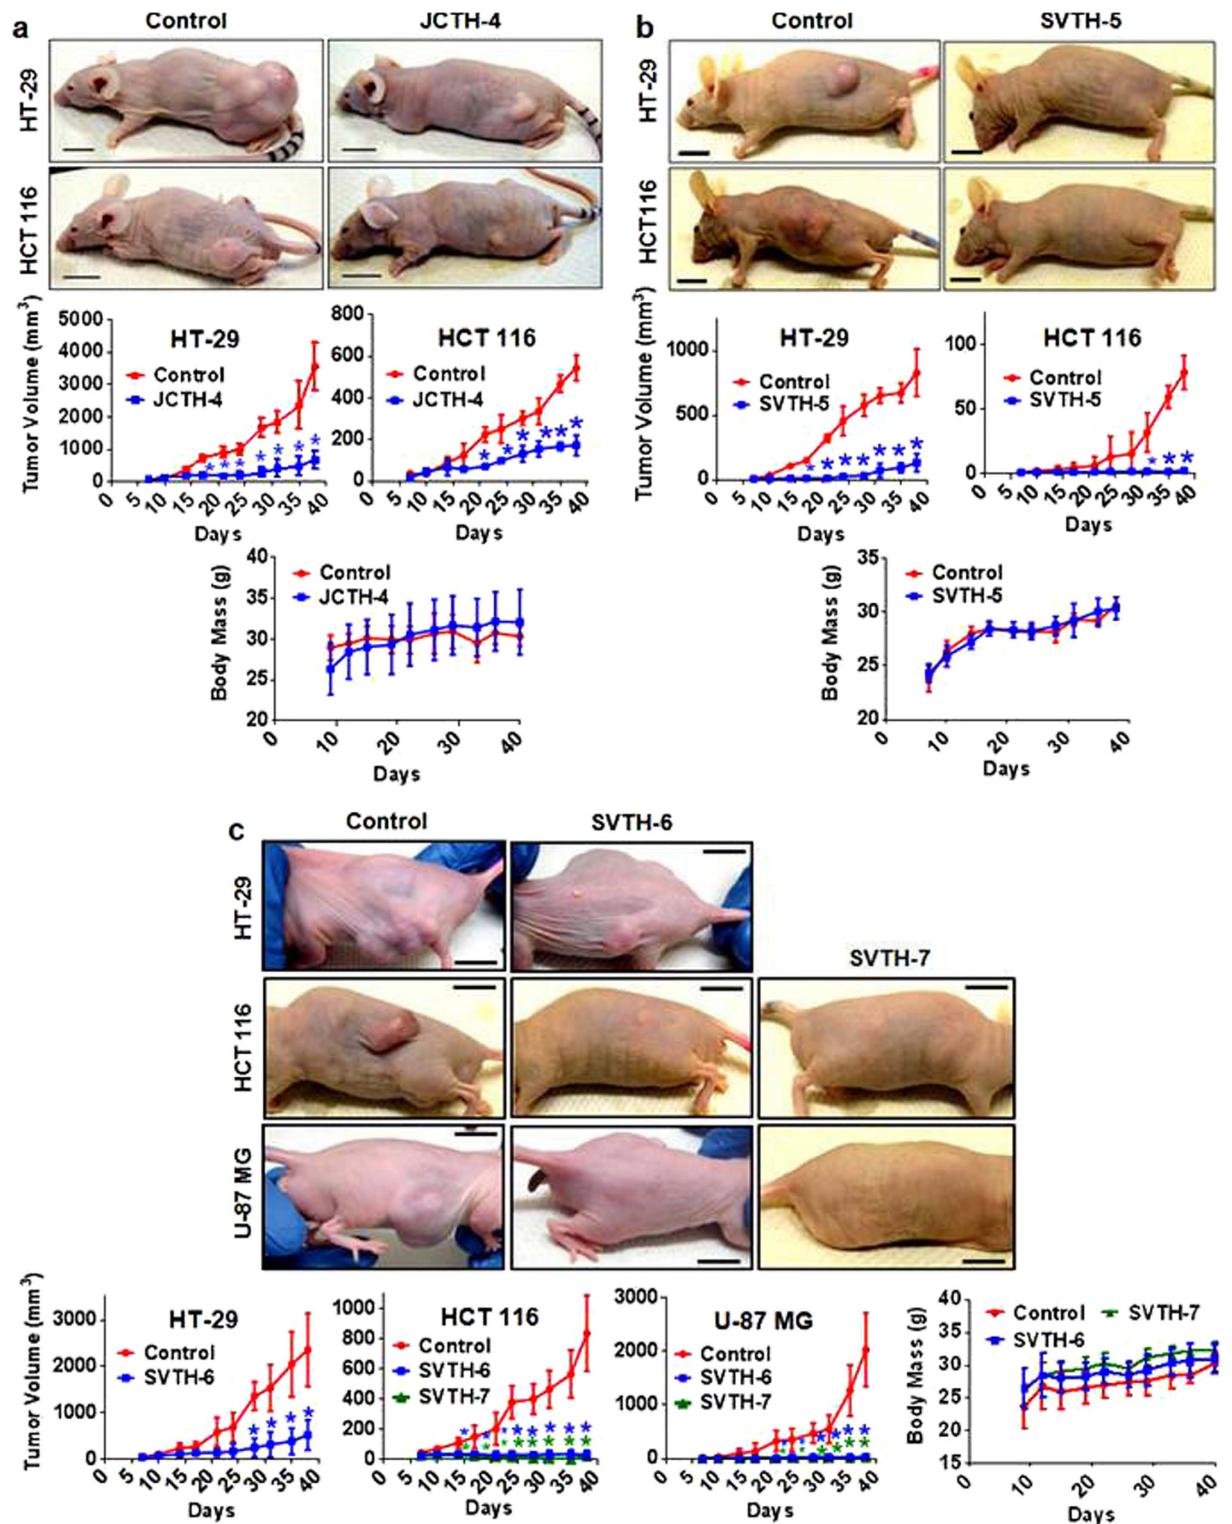 a
Control
JCTH-4
HT-29
HCT 116
Tumor Volume (mm3)
5000
4000
3000
2000
1000
0
HT-29
Control
JCTH-4
0 5 10 15 20 25 30 35 40
Days
800
600
400
200
0
HCT 116
Control
JCTH-4
0 5 10 15 20 25 30 35 40
Days
Body Mass (g)
40
35
30
25
20
Control
JCTH-4
0 10 20 30 40
Days
b
Control
SVTH-5
HT-29
HCT116
Tumor Volume (mm3)
1000
500
0
HT-29
Control
SVTH-5
0 5 10 15 20 25 30 35 40
Days
100
50
0
HCT 116
Control
SVTH-5
0 5 10 15 20 25 30 35 40
Days
Body Mass (g)
35
30
25
20
Control
SVTH-5
0 10 20 30 40
Days
c
Control
SVTH-6
SVTH-7
HT-29
HCT 116
U-87 MG
Tumor Volume (mm3)
3000
2000
1000
0
HT-29
Control
SVTH-6
0 5 10 15 20 25 30 35 40
Days
1000
800
600
400
200
0
HCT 116
Control
SVTH-6
SVTH-7
0 5 10 15 20 25 30 35 40
Days
3000
2000
1000
0
U-87 MG
Control
SVTH-6
SVTH-7
0 5 10 15 20 25 30 35 40
Days
Body Mass (g)
40
35
30
25
20
15
Control
SVTH-7
SVTH-6
0 10 20 30 40
Days